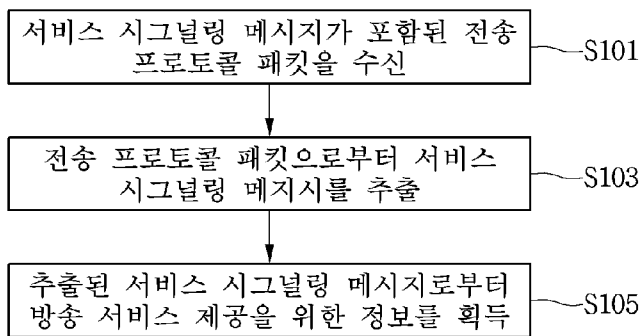 서비스 시그널링 메시지가 포함된 전송
프로토콜 패킷을 수신
S101
전송 프로토콜 패킷으로부터 서비스
시그널링 메지시를 추출
S103
추출된 서비스 시그널링 메시지로부터
방송 서비스 제공을 위한 정보를 획득
S105